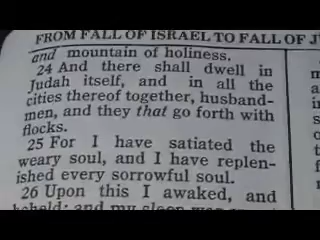 FROM FALL OF ISRAEL TO FALL OF
and mountain of holiness.
24 And there shall dwell in
Judah itself, and in all the
cities thereof together, husband-
men, and they that go forth with
flocks.
25 For I have satiated the
weary soul, and I have replen-
ished every sorrowful soul.
26 Upon this I awaked, and
beheld; and my sleep was